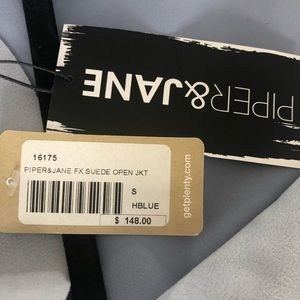 PIPER&JANE
16175
PIPER&JANE FX SUEDE OPEN JKT
S
HBLUE
$ 148.00
getplenty.com